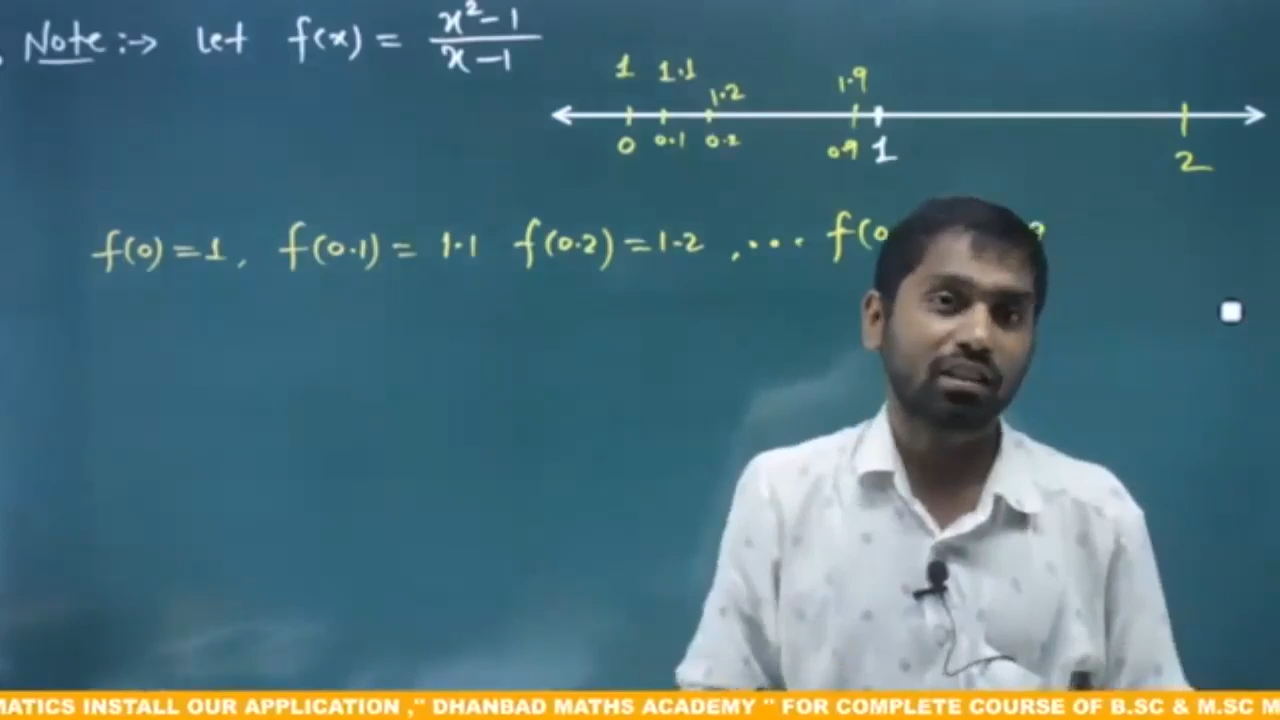 Note :→ Let f(x) = x²-1 / x-1
1 1.1 1.2 1.9
0 0.1 0.2 0.9 1 2
f(0) = 1, f(0.1) = 1.1 f(0.2) = 1.2 , ... f(0
MATICS INSTALL OUR APPLICATION ," DHANBAD MATHS ACADEMY " FOR COMPLETE COURSE OF B.SC & M.SC M